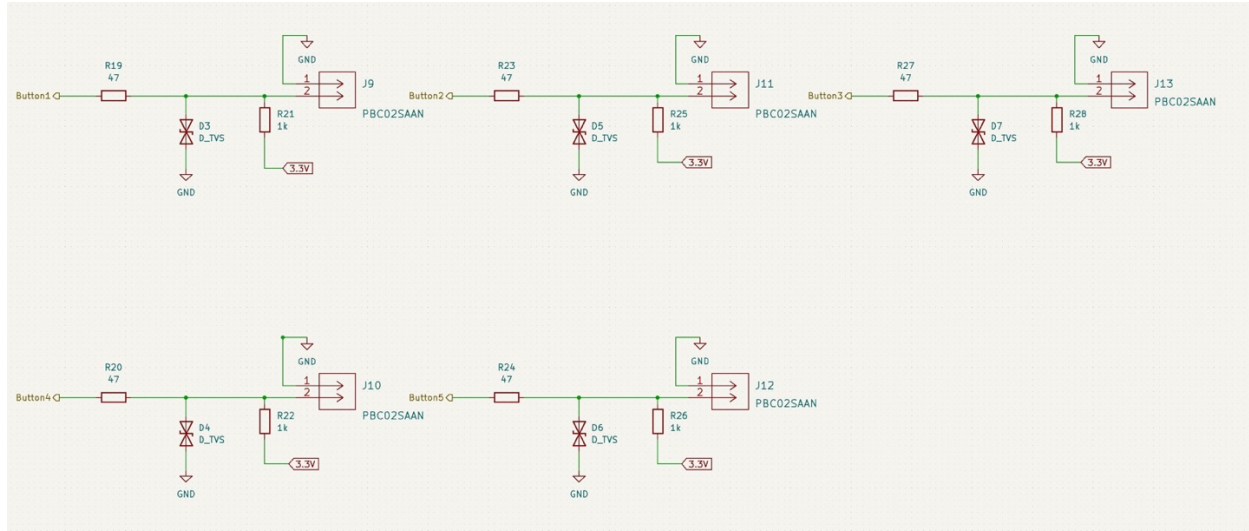 GND
R19
47
1
2
J9
PBC02SAAN
Button1
D3
D_TVS
R21
1k
3.3V
GND
GND
R23
47
1
2
J11
PBC02SAAN
Button2
D5
D_TVS
R25
1k
3.3V
GND
GND
R27
47
1
2
J13
PBC02SAAN
Button3
D7
D_TVS
R28
1k
3.3V
GND
GND
R20
47
1
2
J10
PBC02SAAN
Button4
D4
D_TVS
R22
1k
3.3V
GND
GND
R24
47
1
2
J12
PBC02SAAN
Button5
D6
D_TVS
R26
1k
3.3V
GND